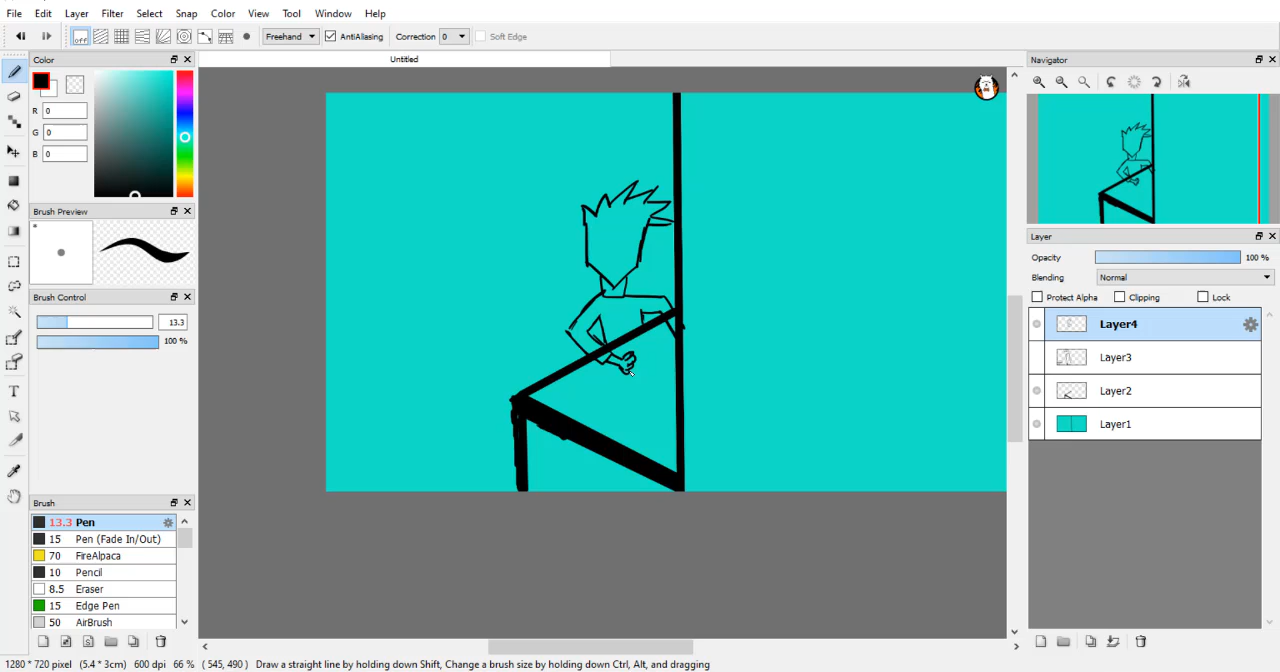 File Edit Layer Filter Select Snap Color View Tool Window Help
off Freehand AntiAliasing Correction 0 Soft Edge
Color
Untitled
Navigator
R 0
G 0
B 0
Brush Preview
Layer
Opacity 100 %
Blending Normal
Protect Alpha Clipping Lock
Brush Control
13.3
100 %
Layer4
Layer3
Layer2
Layer1
Brush
13.3 Pen
15 Pen (Fade In/Out)
70 FireAlpaca
10 Pencil
8.5 Eraser
15 Edge Pen
50 AirBrush
1280 * 720 pixel (5.4 * 3cm) 600 dpi 66 % ( 545, 490 ) Draw a straight line by holding down Shift, Change a brush size by holding down Ctrl, Alt, and dragging